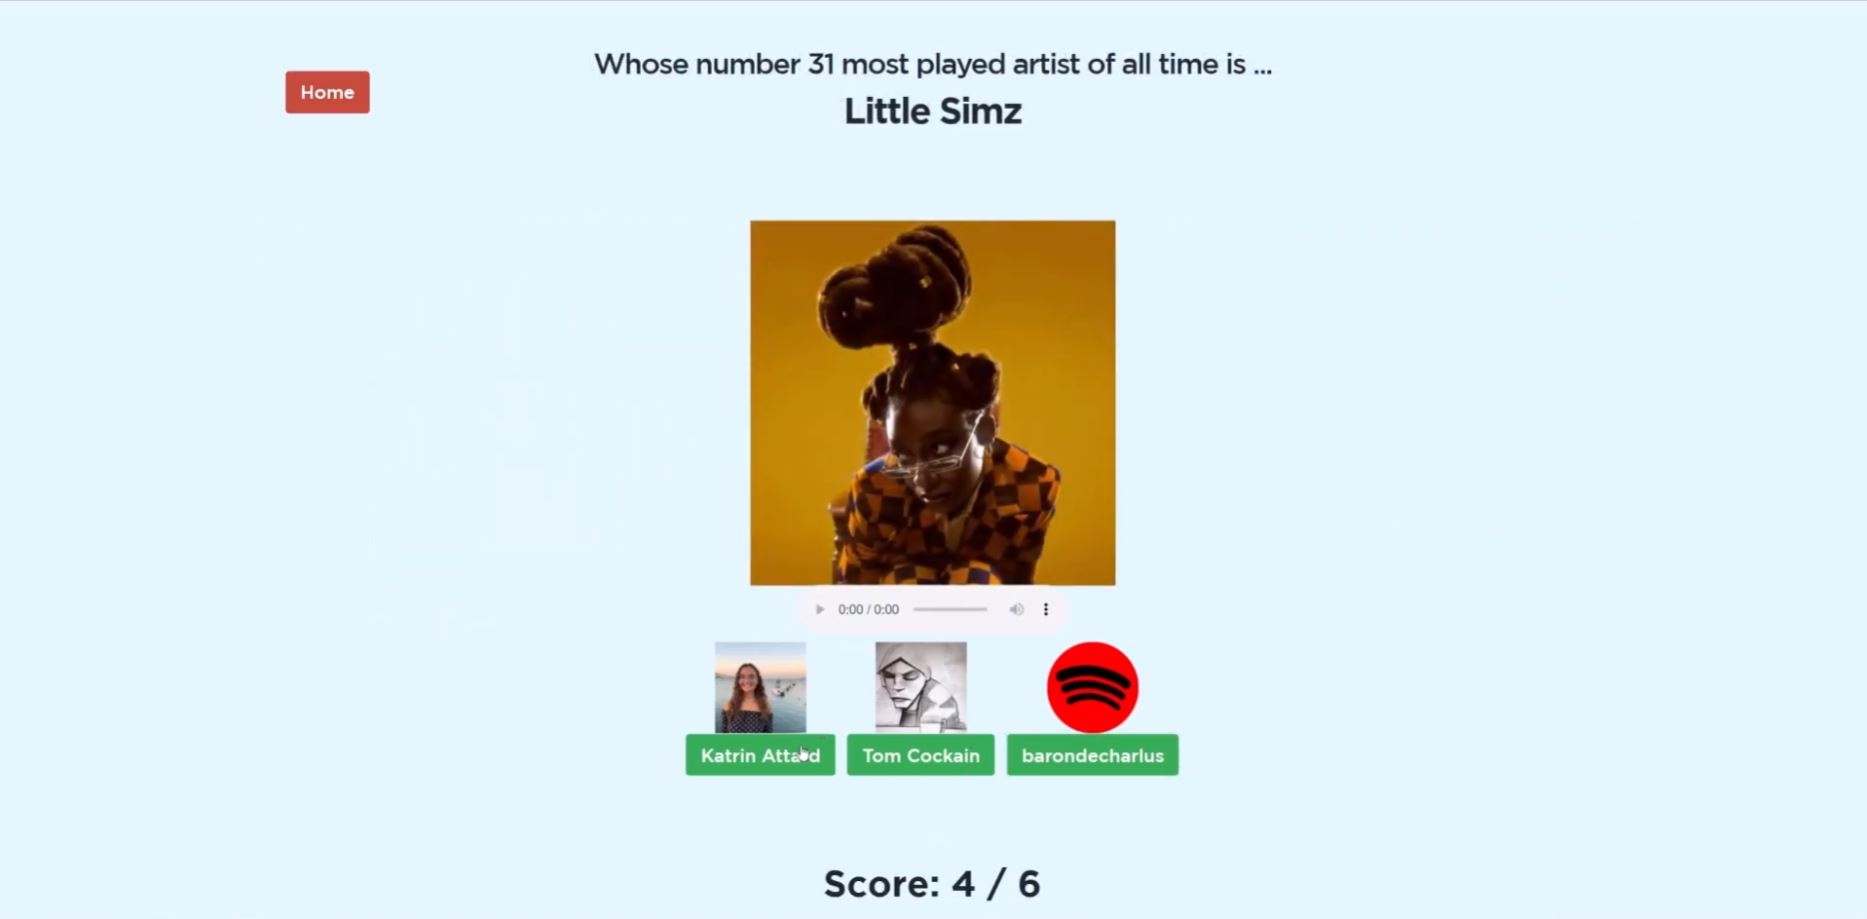 Whose number 31 most played artist of all time is ...
Home
Little Simz
0:00 / 0:00
Katrin Attard
Tom Cockain
barondecharlus
Score: 4 / 6